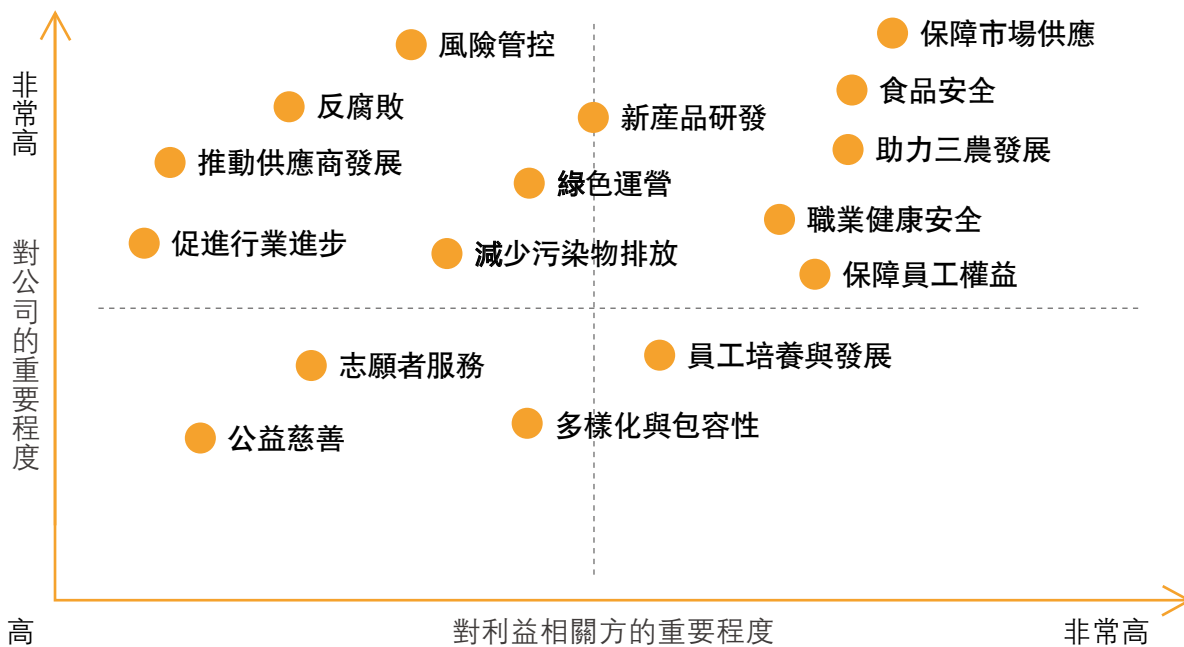 非常高
對公司的重要程度
風險管控
保障市場供應
反腐敗
食品安全
新産品研發
推動供應商發展
助力三農發展
綠色運營
促進行業進步
職業健康安全
減少污染物排放
保障員工權益
志願者服務
員工培養與發展
公益慈善
多樣化與包容性
高
對利益相關方的重要程度
非常高